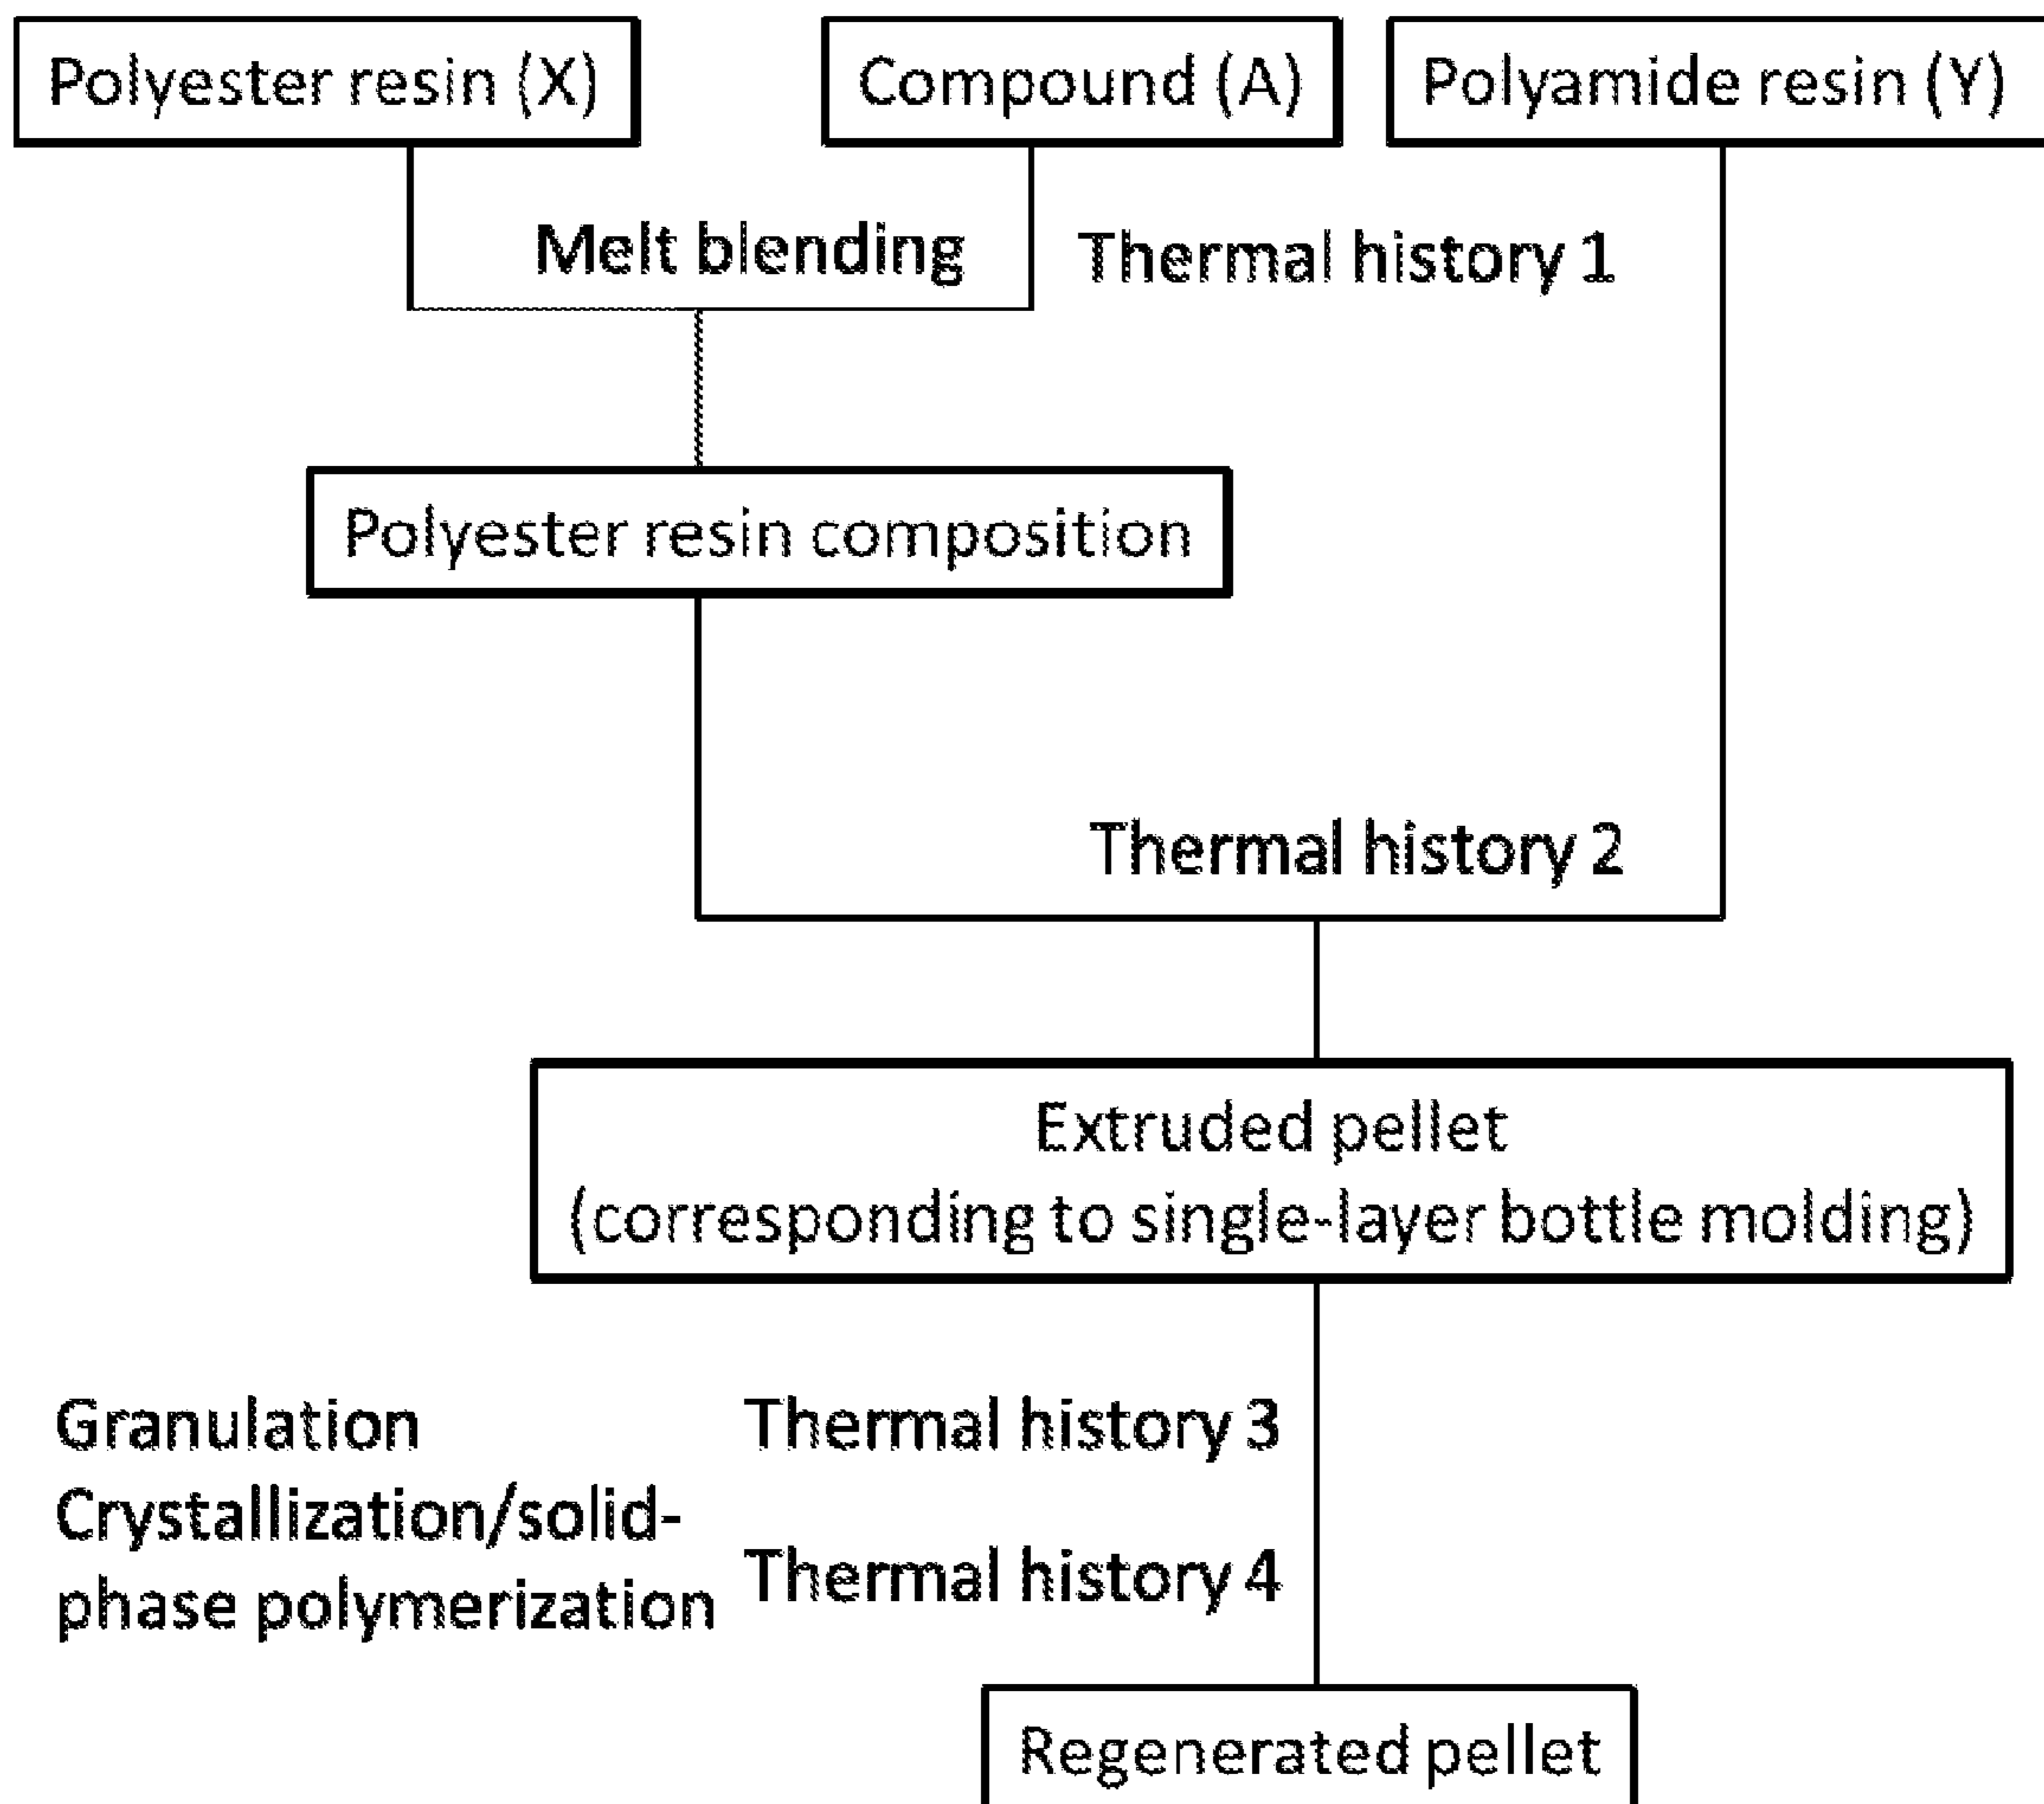 Polyester resin (X)
Compound (A)
Polyamide resin (Y)
Melt blending
Thermal history 1
Polyester resin composition
Thermal history 2
Extruded pellet
(corresponding to single-layer bottle molding)
Granulation
Thermal history 3
Crystallization/solid-
phase polymerization
Thermal history 4
Regenerated pellet